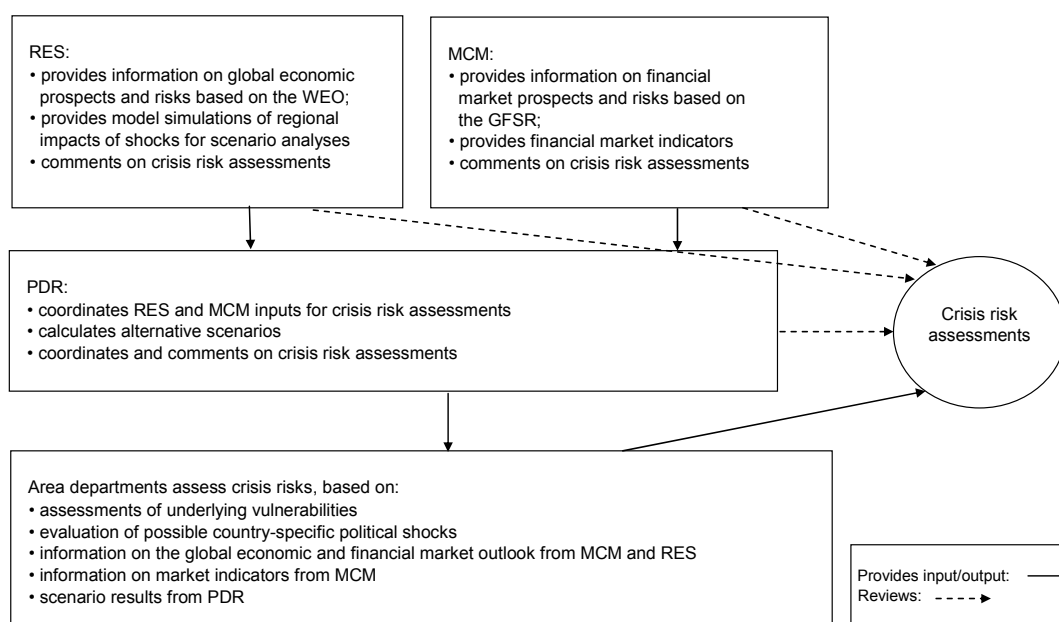 RES:
• provides information on global economic
prospects and risks based on the WEO;
• provides model simulations of regional
impacts of shocks for scenario analyses
• comments on crisis risk assessments
MCM:
• provides information on financial
market prospects and risks based on
the GFSR;
• provides financial market indicators
• comments on crisis risk assessments
PDR:
• coordinates RES and MCM inputs for crisis risk assessments
• calculates alternative scenarios
• coordinates and comments on crisis risk assessments
Crisis risk
assessments
Area departments assess crisis risks, based on:
• assessments of underlying vulnerabilities
• evaluation of possible country-specific political shocks
• information on the global economic and financial market outlook from MCM and RES
• information on market indicators from MCM
• scenario results from PDR
Provides input/output:
Reviews: